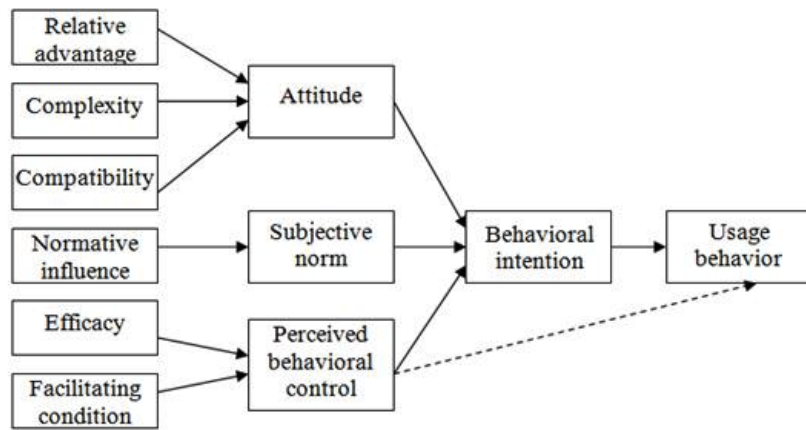 Relative
advantage
Complexity
Compatibility
Normative
influence
Efficacy
Facilitating
condition
Attitude
Subjective
norm
Perceived
behavioral
control
Behavioral
intention
Usage
behavior